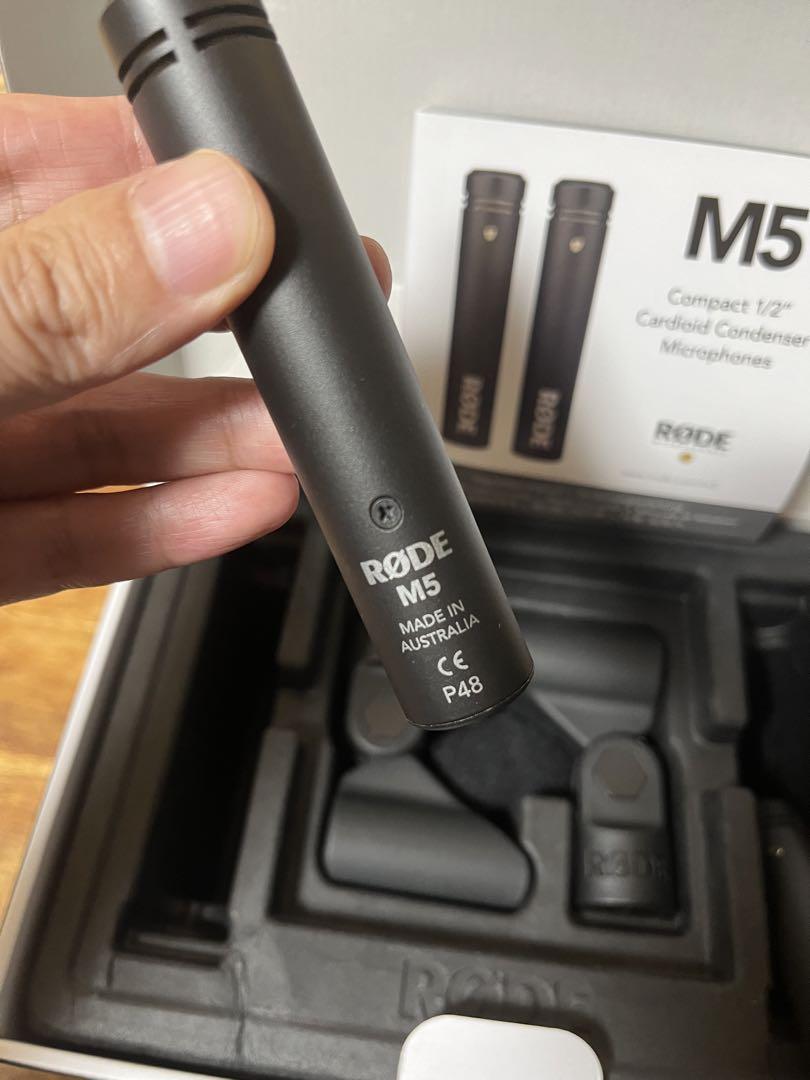 M5
Compact 1/2"
Cardioid Condenser
Microphones
RØDE
RØDE
RØDE
RØDE
M5
MADE IN
AUSTRALIA
CE
P48
RØDE
RØDE